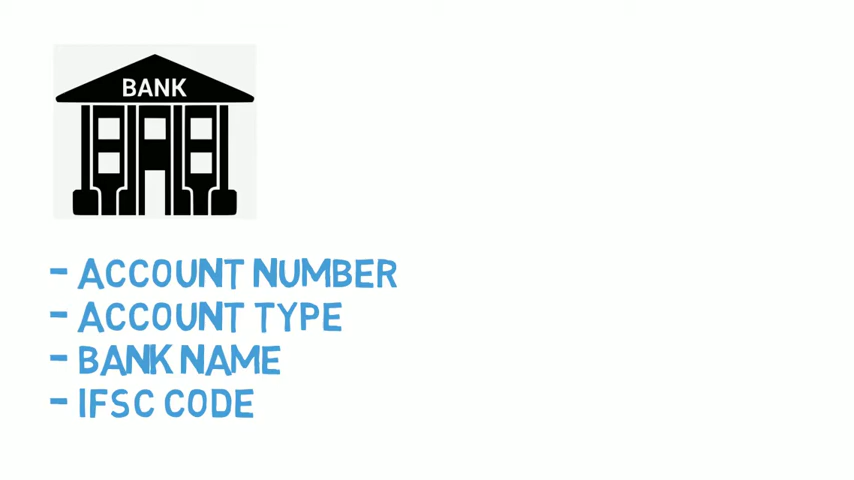 BANK
- ACCOUNT NUMBER
- ACCOUNT TYPE
- BANK NAME
- IFSC CODE